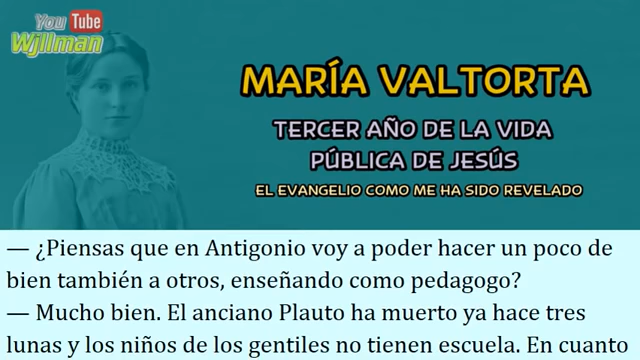 You Tube
Wjllman
MARÍA VALTORTA
TERCER AÑO DE LA VIDA
PÚBLICA DE JESÚS
EL EVANGELIO COMO ME HA SIDO REVELADO
— ¿Piensas que en Antigonio voy a poder hacer un poco de
bien también a otros, enseñando como pedagogo?
— Mucho bien. El anciano Plauto ha muerto ya hace tres
lunas y los niños de los gentiles no tienen escuela. En cuanto